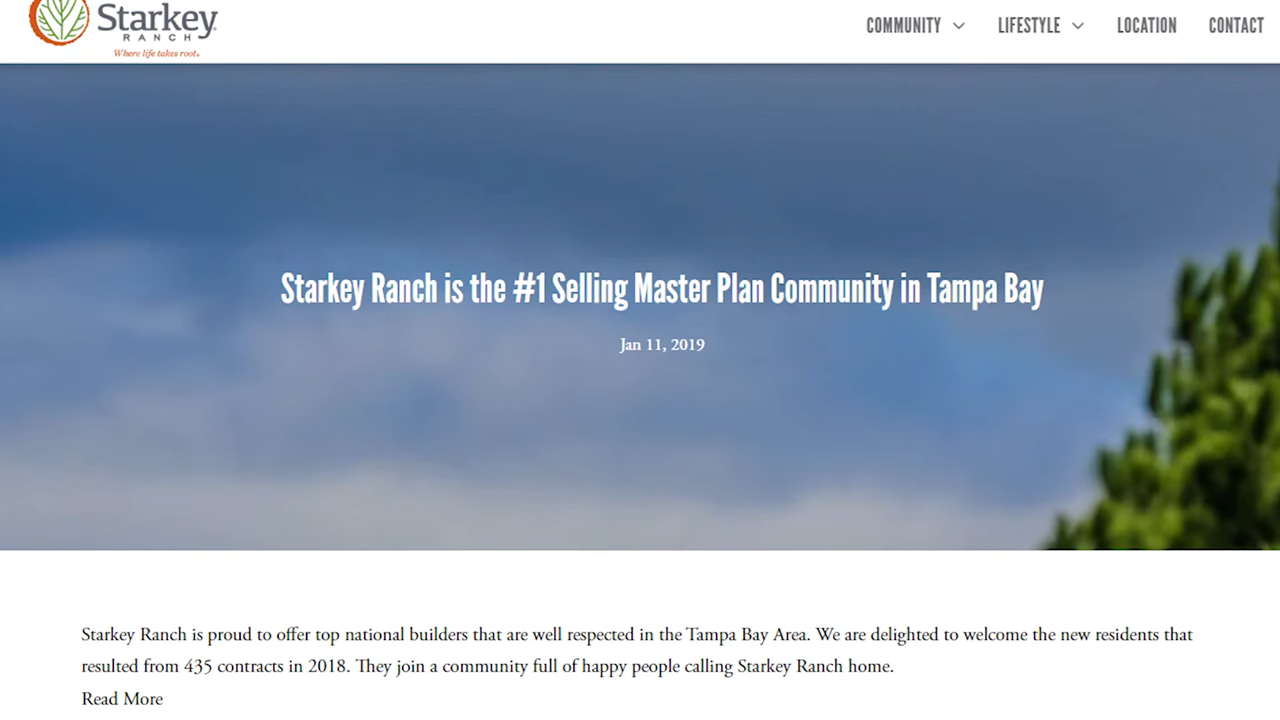 Starkey
RANCH
Where life takes root.
COMMUNITY LIFESTYLE LOCATION CONTACT
Starkey Ranch is the #1 Selling Master Plan Community in Tampa Bay
Jan 11, 2019
Starkey Ranch is proud to offer top national builders that are well respected in the Tampa Bay Area. We are delighted to welcome the new residents that
resulted from 435 contracts in 2018. They join a community full of happy people calling Starkey Ranch home.
Read More